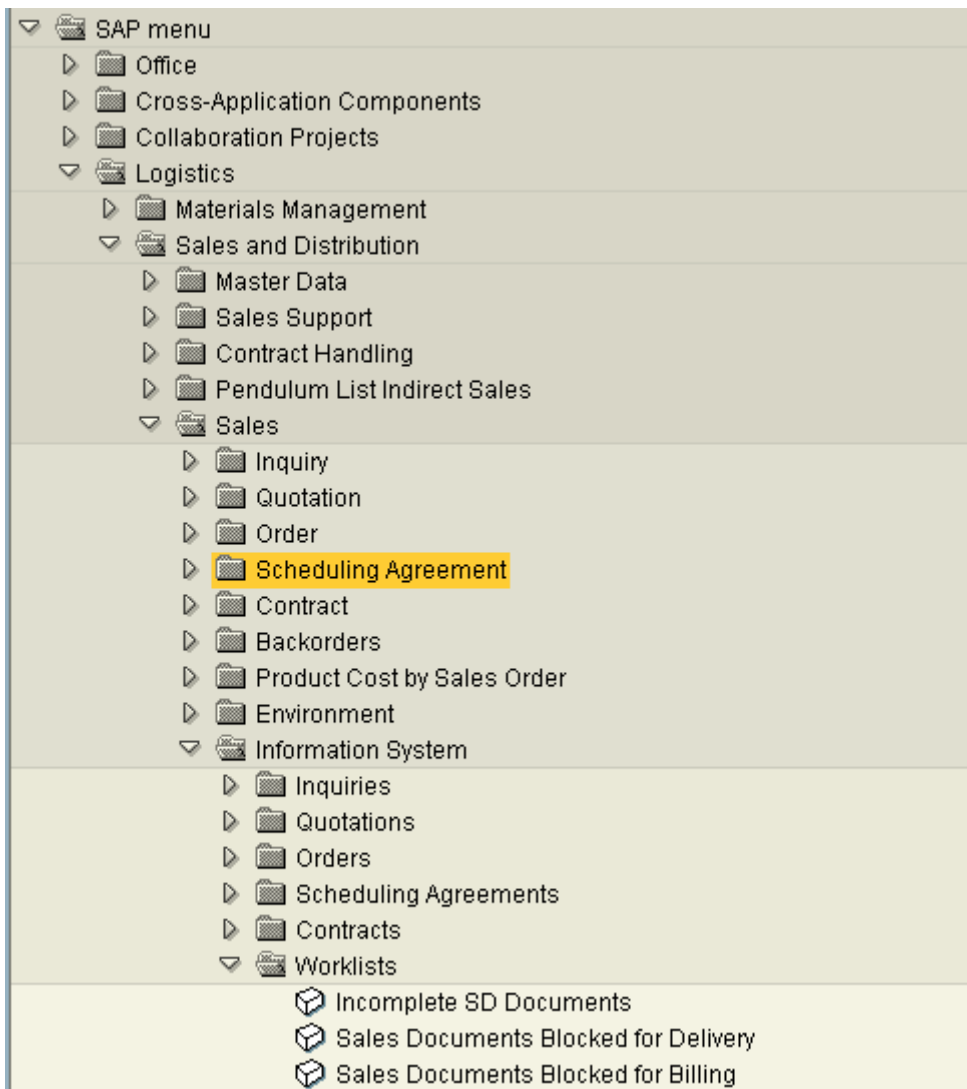 SAP menu
Office
Cross-Application Components
Collaboration Projects
Logistics
Materials Management
Sales and Distribution
Master Data
Sales Support
Contract Handling
Pendulum List Indirect Sales
Sales
Inquiry
Quotation
Order
Scheduling Agreement
Contract
Backorders
Product Cost by Sales Order
Environment
Information System
Inquiries
Quotations
Orders
Scheduling Agreements
Contracts
Worklists
Incomplete SD Documents
Sales Documents Blocked for Delivery
Sales Documents Blocked for Billing